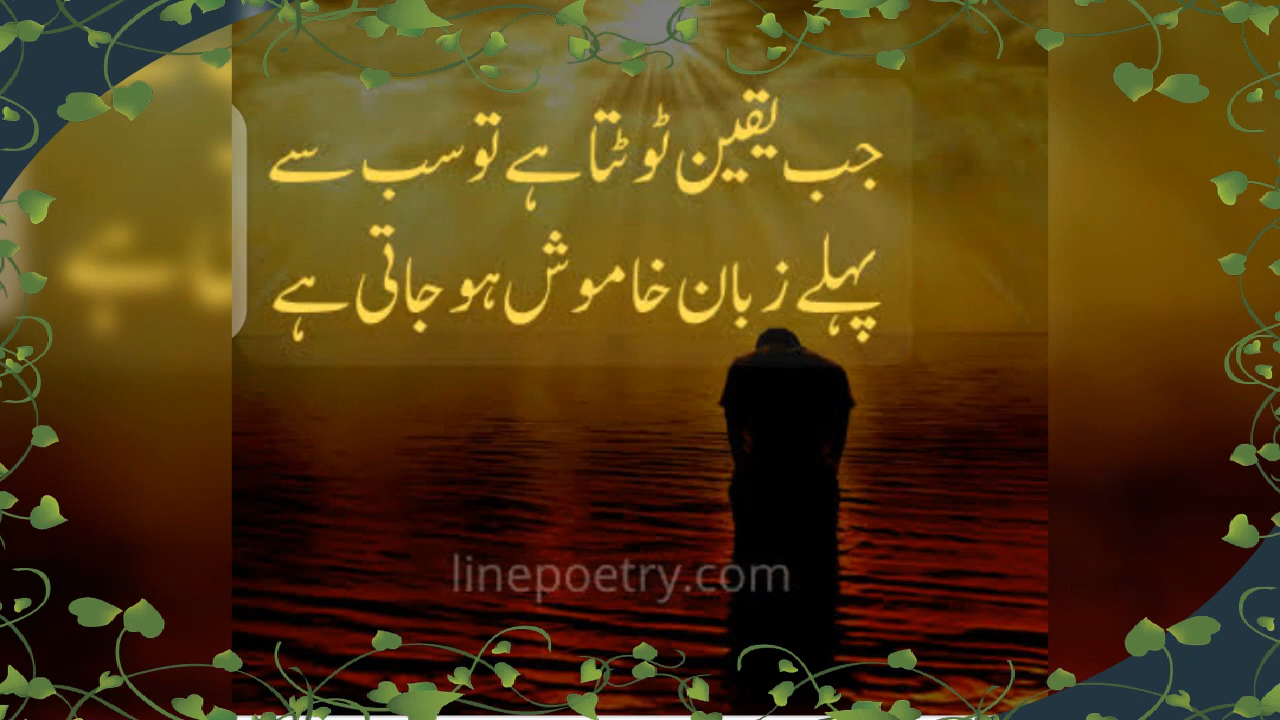 جب یقین ٹوٹتا ہے تو سب سے
پہلے زبان خاموش ہو جاتی ہے
linepoetry.com